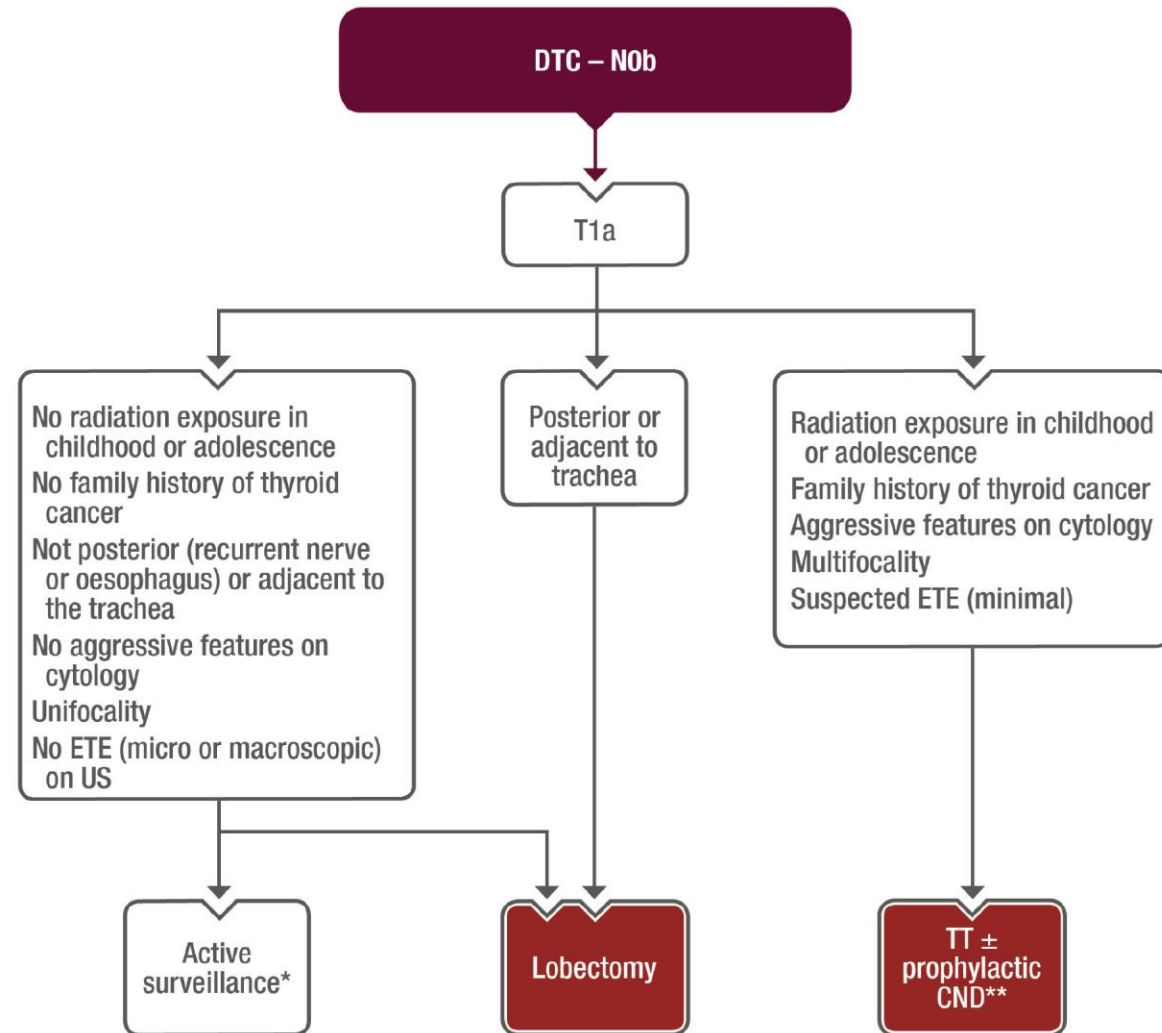 DTC – N0b
T1a
No radiation exposure in
childhood or adolescence
No family history of thyroid
cancer
Not posterior (recurrent nerve
or oesophagus) or adjacent to
the trachea
No aggressive features on
cytology
Unifocality
No ETE (micro or macroscopic)
on US
Posterior or
adjacent to
trachea
Radiation exposure in childhood
or adolescence
Family history of thyroid cancer
Aggressive features on cytology
Multifocality
Suspected ETE (minimal)
Active
surveillance*
Lobectomy
TT ±
prophylactic
CND**